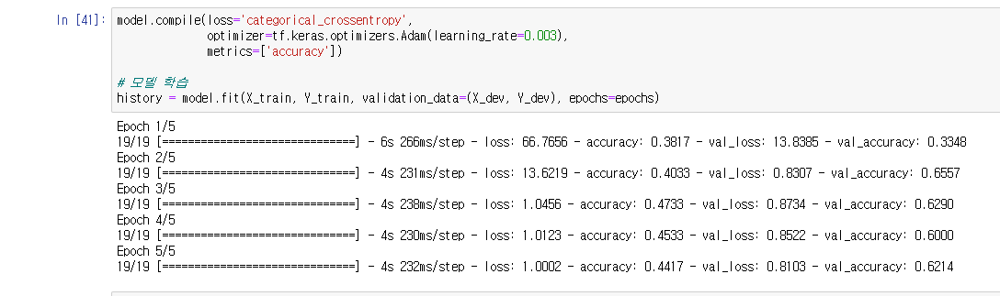 In [41]: model.compile(loss='categorical_crossentropy',
optimizer=tf.keras.optimizers.Adam(learning_rate=0.003),
metrics=['accuracy'])
# 모델 학습
history = model.fit(X_train, Y_train, validation_data=(X_dev, Y_dev), epochs=epochs)
Epoch 1/5
19/19 [==============================] - 6s 266ms/step - loss: 66.7656 - accuracy: 0.3817 - val_loss: 13.8385 - val_accuracy: 0.3348
Epoch 2/5
19/19 [==============================] - 4s 231ms/step - loss: 13.6219 - accuracy: 0.4033 - val_loss: 0.8307 - val_accuracy: 0.6557
Epoch 3/5
19/19 [==============================] - 4s 238ms/step - loss: 1.0456 - accuracy: 0.4733 - val_loss: 0.8734 - val_accuracy: 0.6290
Epoch 4/5
19/19 [==============================] - 4s 230ms/step - loss: 1.0123 - accuracy: 0.4533 - val_loss: 0.8522 - val_accuracy: 0.6000
Epoch 5/5
19/19 [==============================] - 4s 232ms/step - loss: 1.0002 - accuracy: 0.4417 - val_loss: 0.8103 - val_accuracy: 0.6214